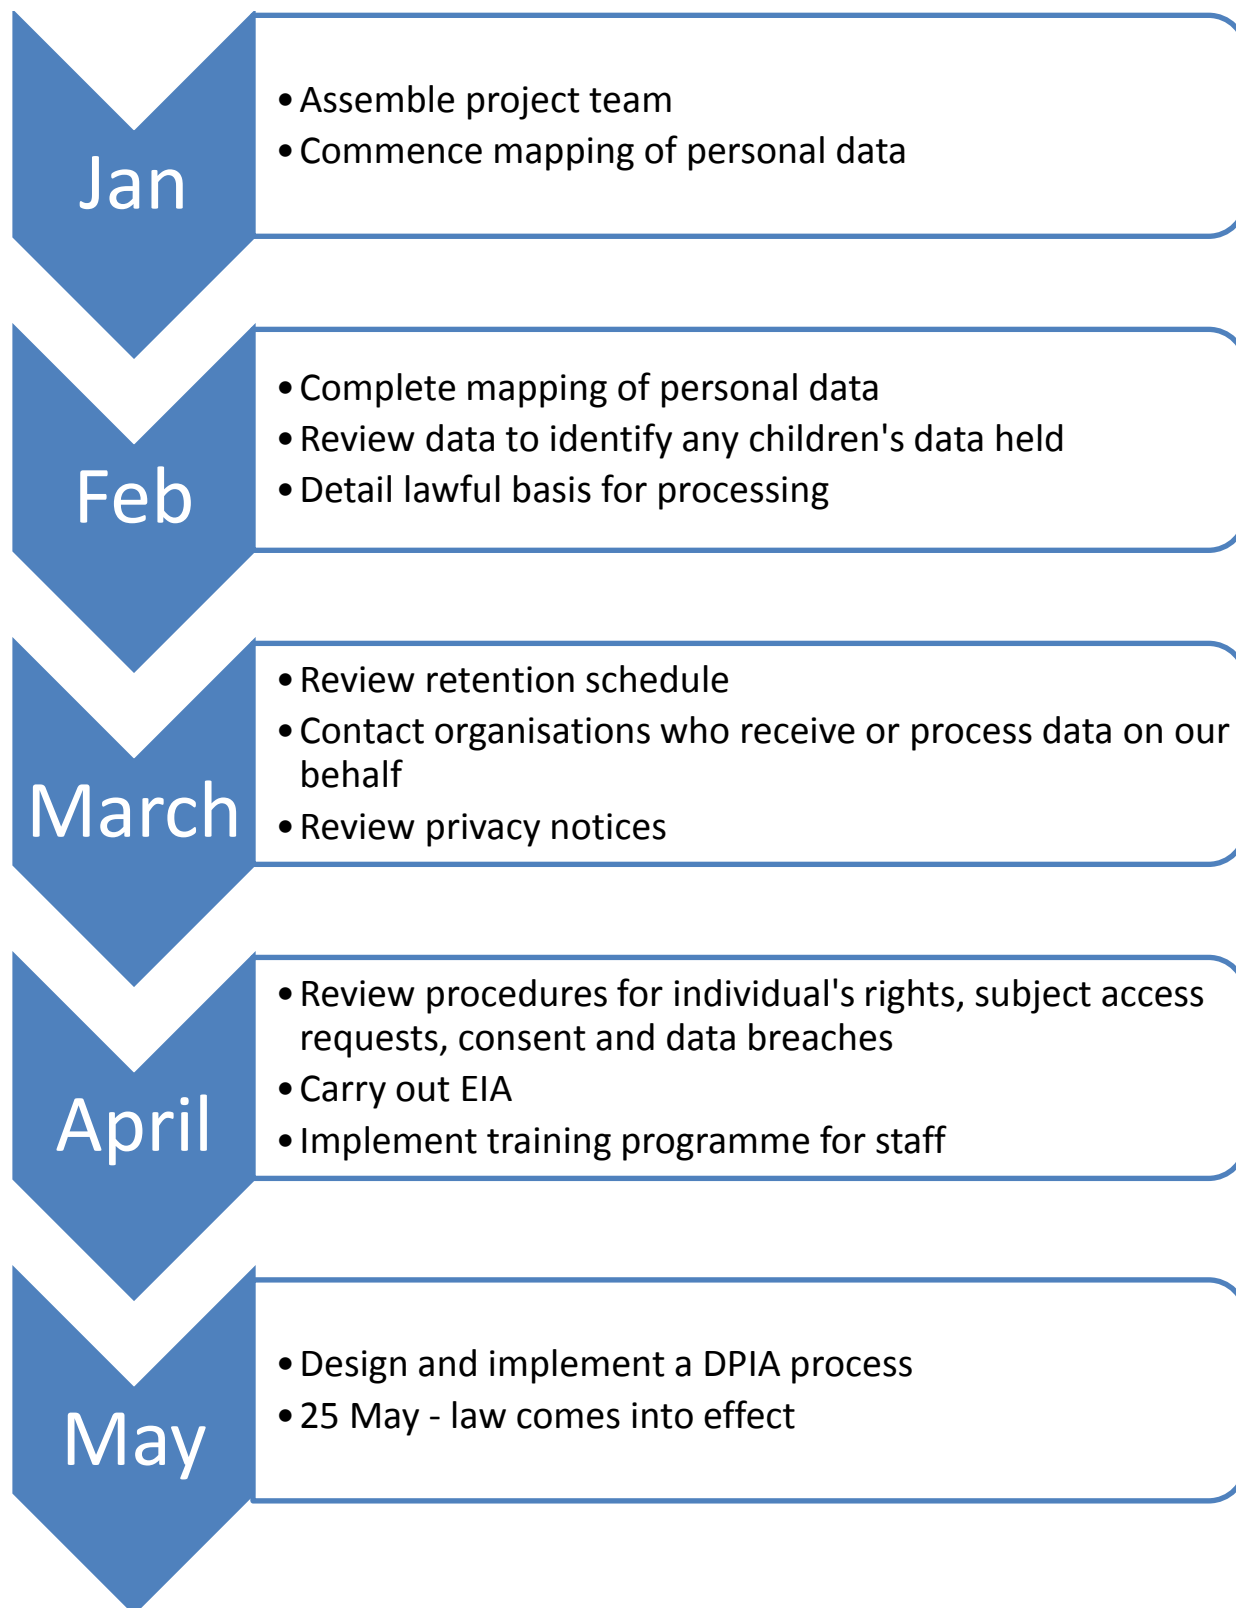 Jan
• Assemble project team
• Commence mapping of personal data
Feb
• Complete mapping of personal data
• Review data to identify any children's data held
• Detail lawful basis for processing
March
• Review retention schedule
• Contact organisations who receive or process data on our
behalf
• Review privacy notices
April
• Review procedures for individual's rights, subject access
requests, consent and data breaches
• Carry out EIA
• Implement training programme for staff
May
• Design and implement a DPIA process
• 25 May - law comes into effect